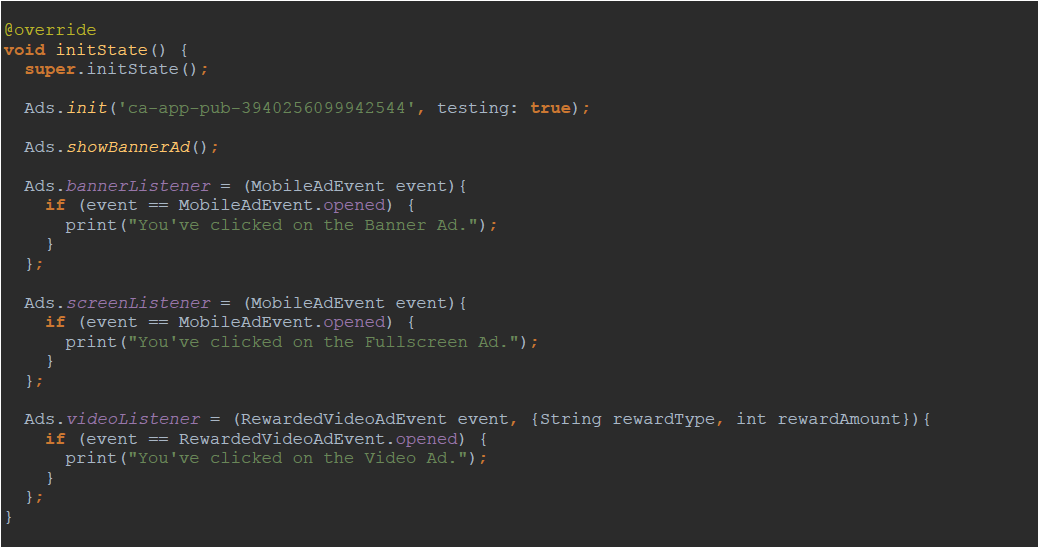 @override
void initState() {
  super.initState();

  Ads.init('ca-app-pub-3940256099942544', testing: true);

  Ads.showBannerAd();

  Ads.bannerListener = (MobileAdEvent event){
    if (event == MobileAdEvent.opened) {
      print("You've clicked on the Banner Ad.");
    }
  };

  Ads.screenListener = (MobileAdEvent event){
    if (event == MobileAdEvent.opened) {
      print("You've clicked on the Fullscreen Ad.");
    }
  };

  Ads.videoListener = (RewardedVideoAdEvent event, {String rewardType, int rewardAmount}){
    if (event == RewardedVideoAdEvent.opened) {
      print("You've clicked on the Video Ad.");
    }
  };
}